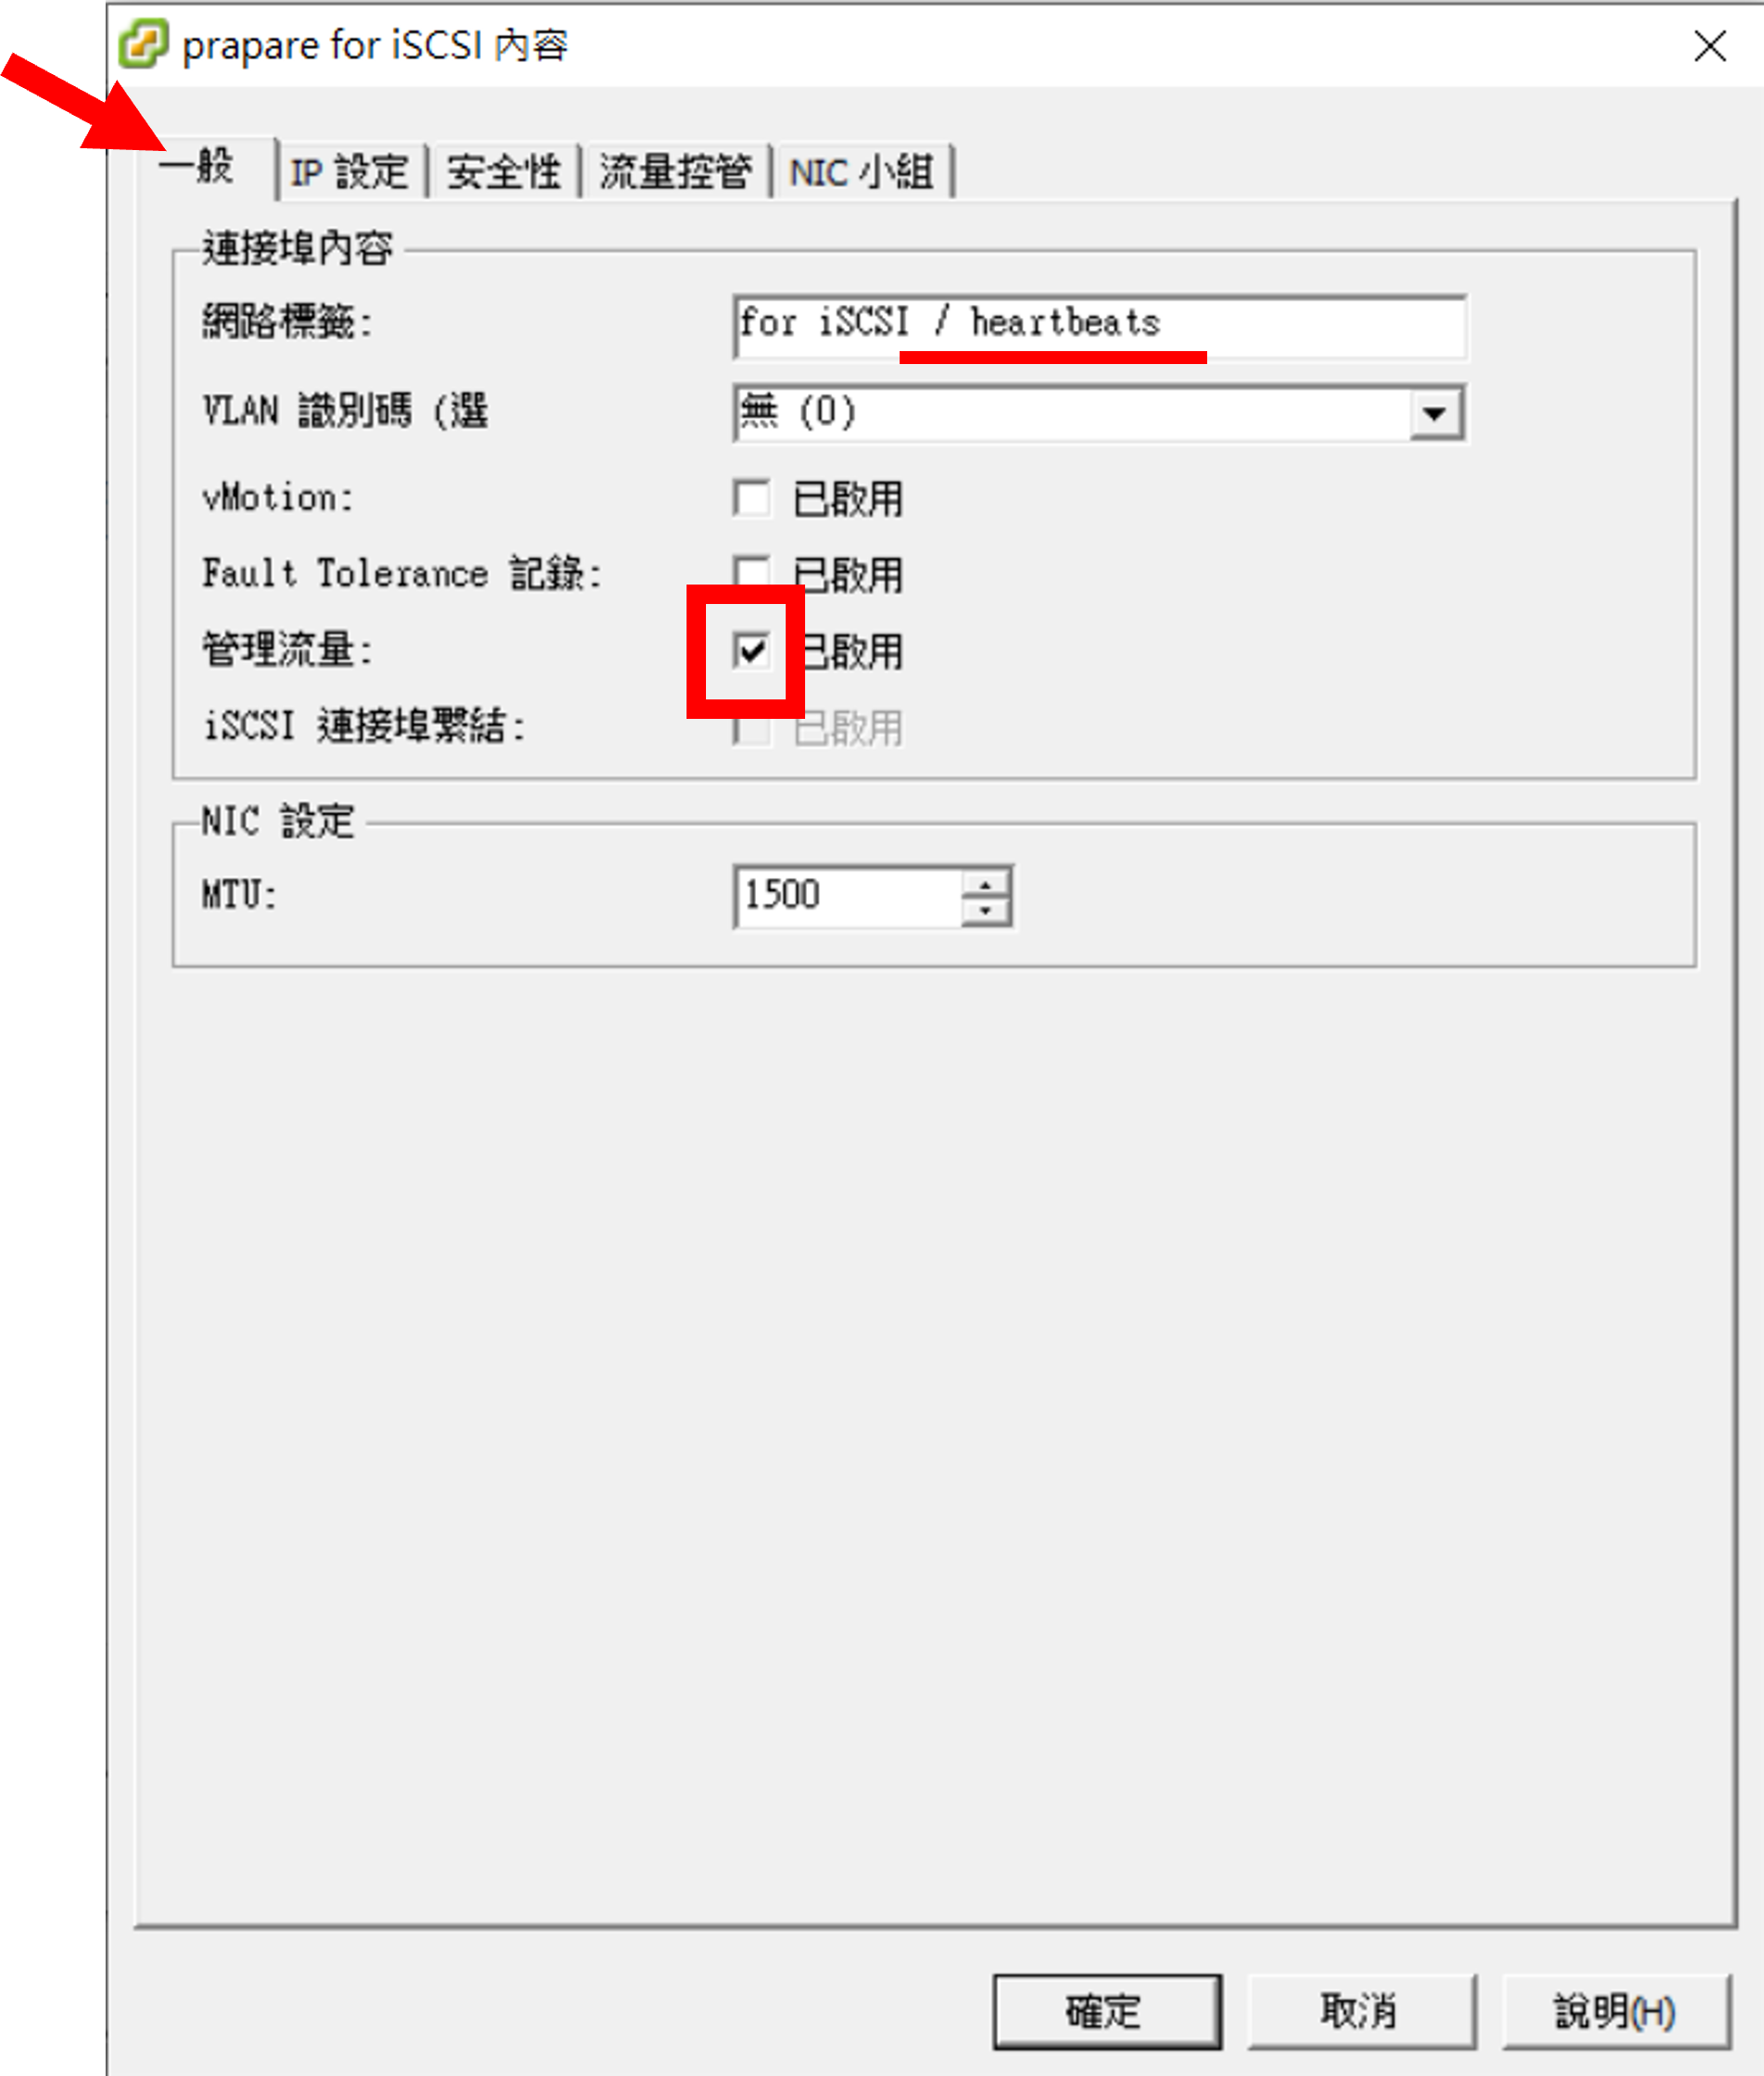 prapare for iSCSI 內容
一般 IP 設定 安全性 流量控管 NIC 小組
連接埠內容
網路標籤: for iSCSI / heartbeats
VLAN 識別碼 (選 無 (0)
vMotion: 已啟用
Fault Tolerance 記錄: 已啟用
管理流量: 已啟用
iSCSI 連接埠繫結: 已啟用
NIC 設定
MTU: 1500
確定 取消 說明(H)